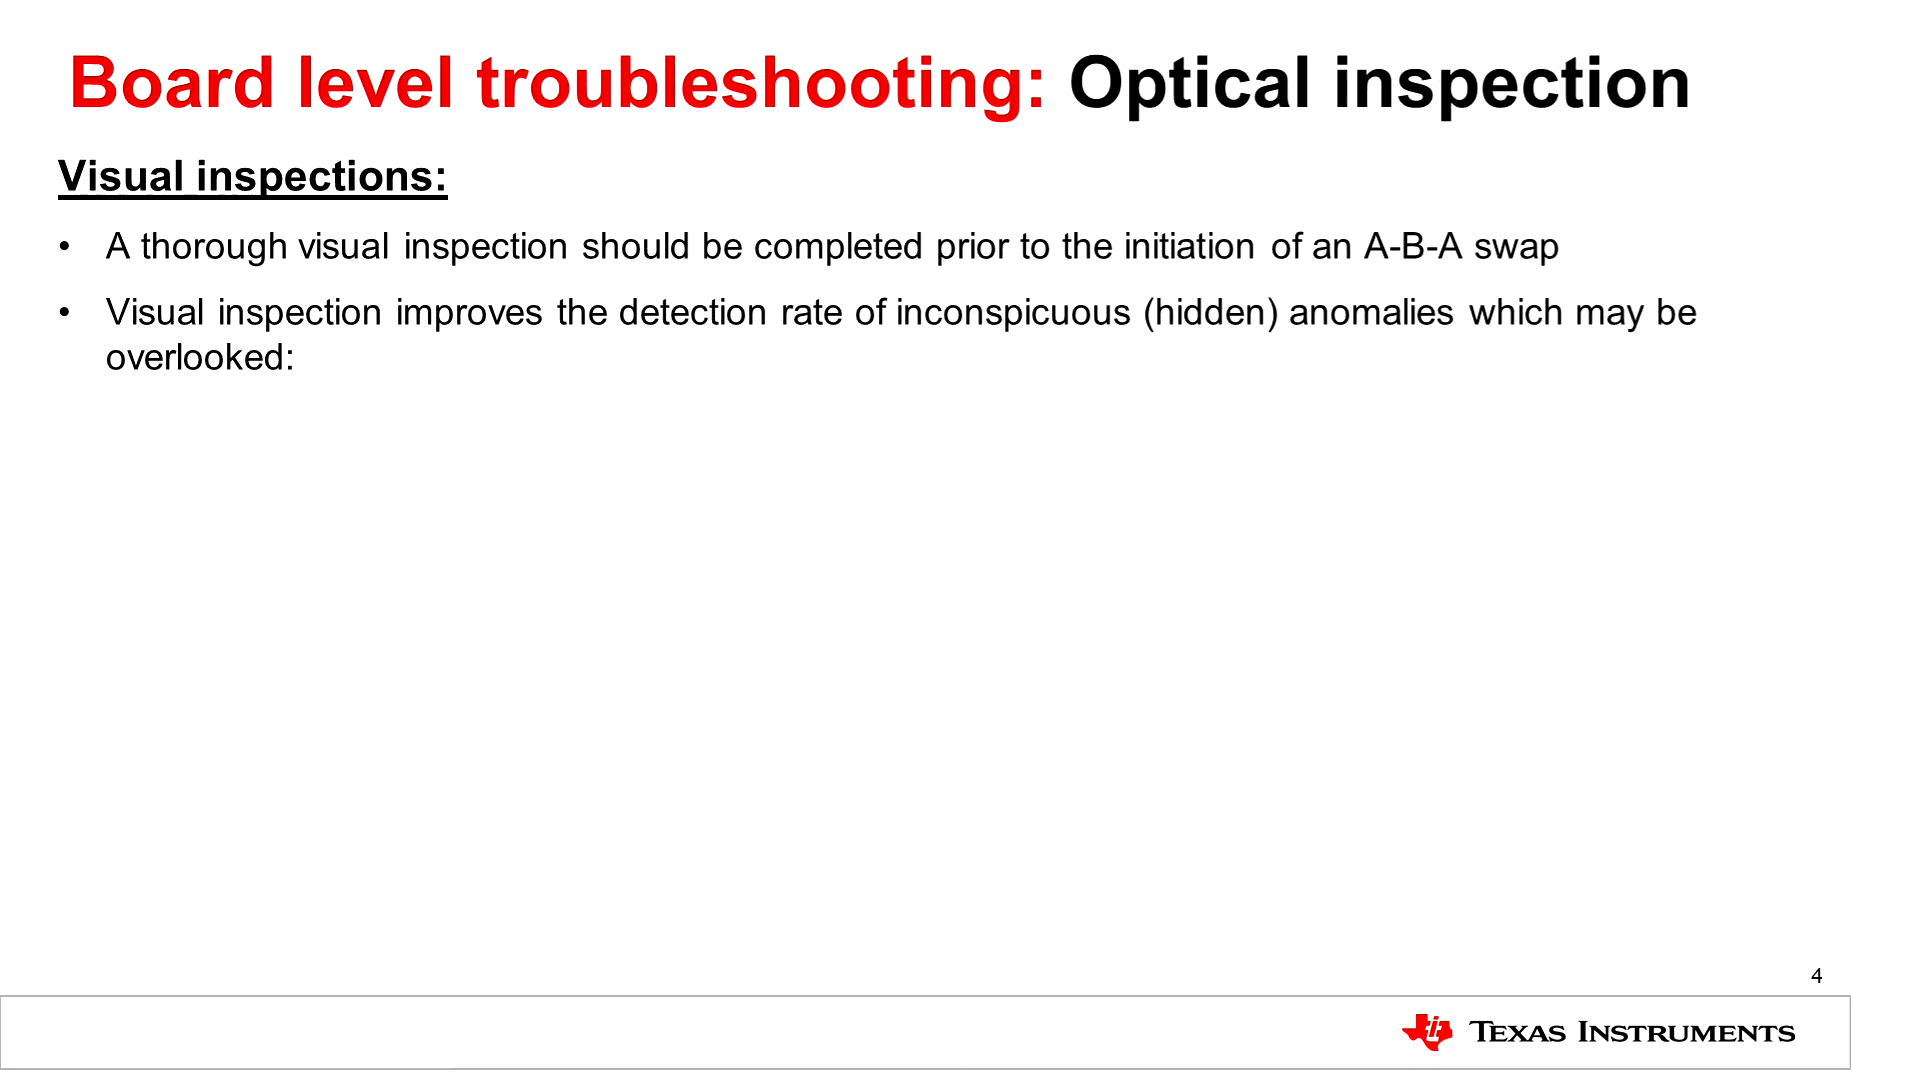 Board level troubleshooting: Optical inspection
Visual inspections:
• A thorough visual inspection should be completed prior to the initiation of an A-B-A swap
• Visual inspection improves the detection rate of inconspicuous (hidden) anomalies which may be
overlooked:
4
TEXAS INSTRUMENTS